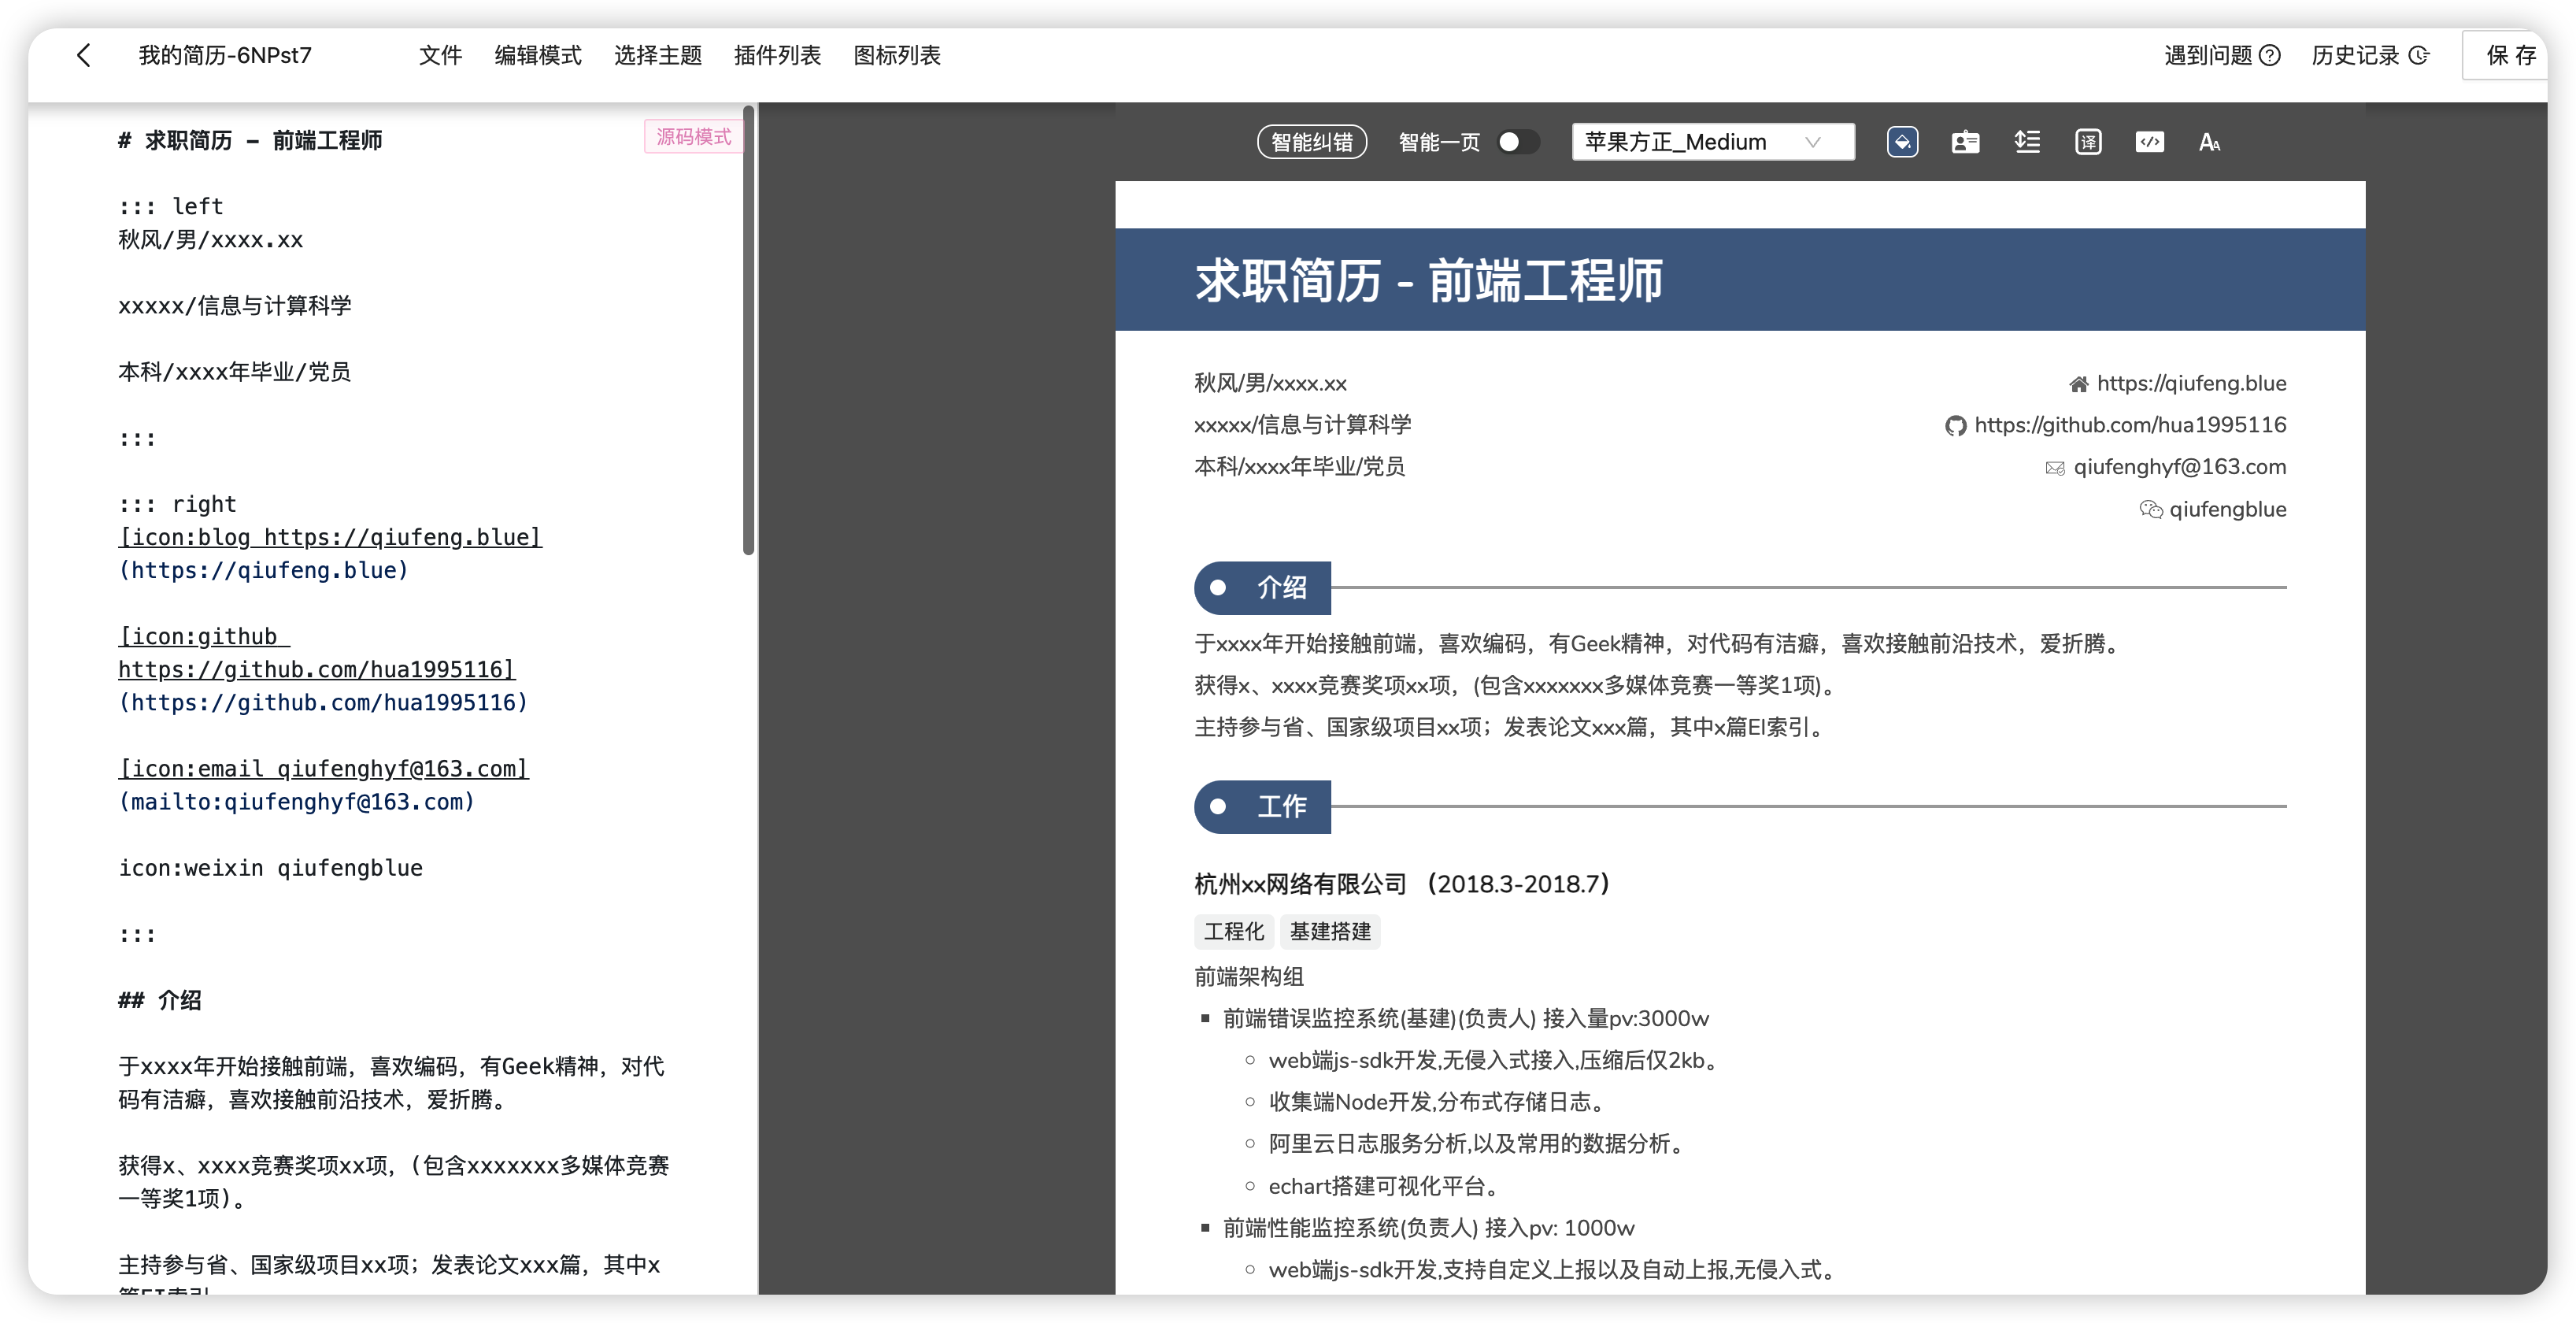 我的简历-6NPst7 文件 编辑模式 选择主题 插件列表 图标列表 遇到问题 历史记录 保 存
# 求职简历 - 前端工程师
源码模式
::: left
秋风/男/xxxx.xx
xxxxx/信息与计算科学
本科/xxxx年毕业/党员
:::
::: right
[icon:blog https://qiufeng.blue]
(https://qiufeng.blue)
[icon:github
https://github.com/hua1995116]
(https://github.com/hua1995116)
[icon:email qiufenghyf@163.com]
(mailto:qiufenghyf@163.com)
icon:weixin qiufengblue
:::
## 介绍
于xxxx年开始接触前端，喜欢编码，有Geek精神，对代
码有洁癖，喜欢接触前沿技术，爱折腾。
获得x、xxxx竞赛奖项xx项，(包含xxxxxxx多媒体竞赛
一等奖1项)。
主持参与省、国家级项目xx项；发表论文xxx篇，其中x
篇EI索引
智能纠错 智能一页 苹果方正_Medium 译 </> AA
求职简历 - 前端工程师
秋风/男/xxxx.xx
xxxxx/信息与计算科学
本科/xxxx年毕业/党员
https://qiufeng.blue
https://github.com/hua1995116
qiufenghyf@163.com
qiufengblue
介绍
于xxxx年开始接触前端，喜欢编码，有Geek精神，对代码有洁癖，喜欢接触前沿技术，爱折腾。
获得x、xxxx竞赛奖项xx项，(包含xxxxxxx多媒体竞赛一等奖1项)。
主持参与省、国家级项目xx项；发表论文xxx篇，其中x篇EI索引。
工作
杭州xx网络有限公司 （2018.3-2018.7）
工程化 基建搭建
前端架构组
前端错误监控系统(基建)(负责人) 接入量pv:3000w
web端js-sdk开发,无侵入式接入,压缩后仅2kb。
收集端Node开发,分布式存储日志。
阿里云日志服务分析,以及常用的数据分析。
echart搭建可视化平台。
前端性能监控系统(负责人) 接入pv: 1000w
web端js-sdk开发,支持自定义上报以及自动上报,无侵入式。